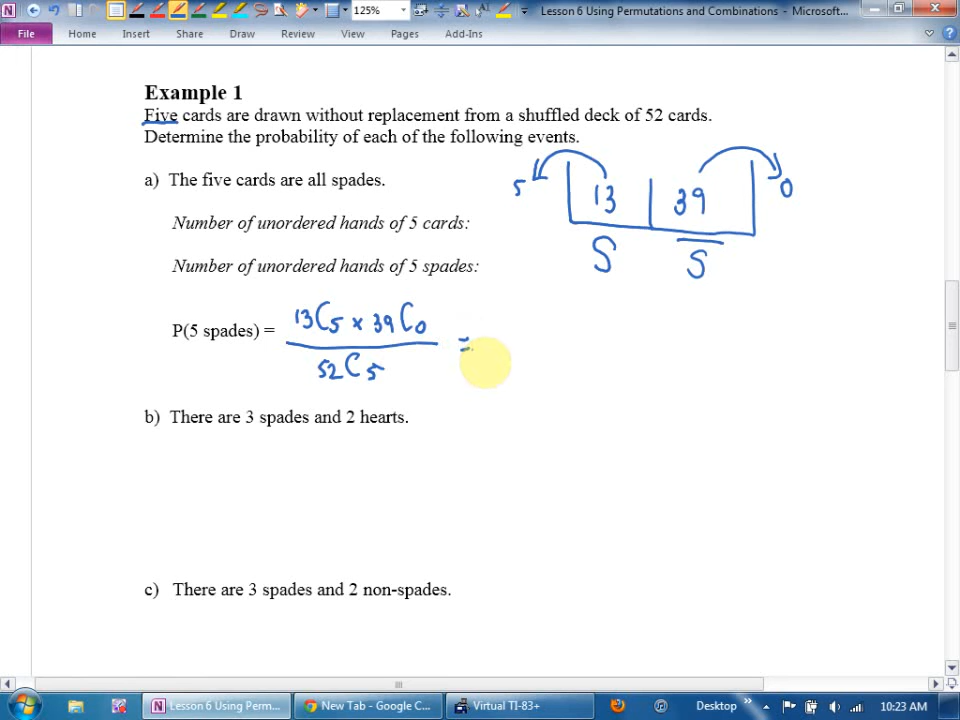 125%
Lesson 6 Using Permutations and Combinations - Microsoft...
File Home Insert Share Draw Review View Pages Add-Ins
Example 1
Five cards are drawn without replacement from a shuffled deck of 52 cards.
Determine the probability of each of the following events.
a) The five cards are all spades.
5 13 39 0
Number of unordered hands of 5 cards:
S S̅
Number of unordered hands of 5 spades:
P(5 spades) = 13C5 x 39C0 =
52C5
b) There are 3 spades and 2 hearts.
c) There are 3 spades and 2 non-spades.
Lesson 6 Using Perm... New Tab - Google C... Virtual TI-83+ Desktop » 10:23 AM